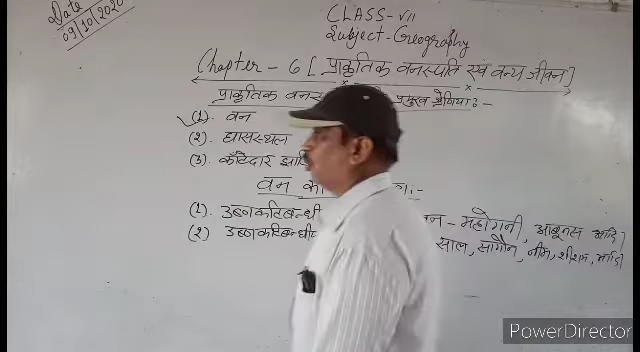 Date
09/10/2020
CLASS-VII
Subject-Geography
Chapter - 6 [ प्राकृतिक वनस्पति एवं वन्य जीवन ]
प्राकृतिक प्रमुख श्रेणियाँ:-
(1). वन
(2). घासस्थल
(3). काँटेदार
वन का
(1). उष्णकटिबन्धी वन - महोगनी, आबनूस आदि
(2). उष्णकटिबन्धी साल, सागौन, नीम, शीशम, आदि
PowerDirector